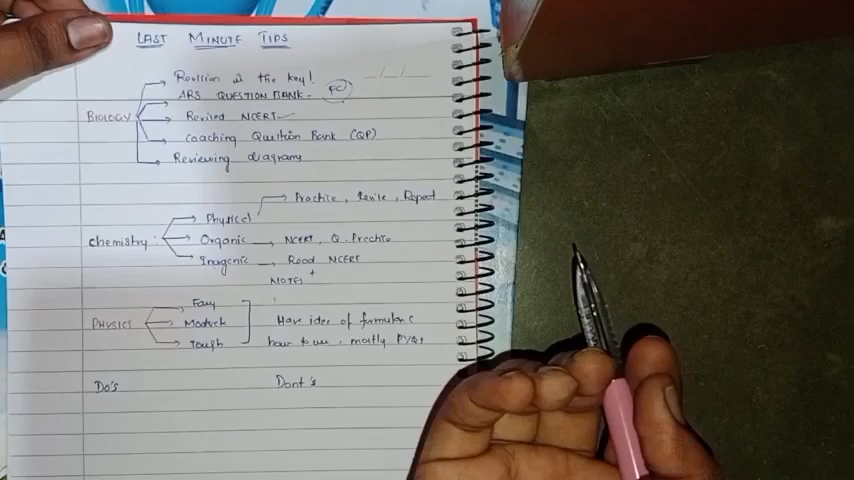 LAST MINUTE TIPS
Revision is the key!
ARS QUESTION BANK -
BIOLOGY
Revised NCERT
Coaching Question Bank (QP)
Reviewing diagrams
Physical
Practice, revise, Repeat
Chemistry:
Organic
NCERT, Q. Practice
Inorganic
Read NCERT
+
NOTES
PHYSICS
Easy
Have idea of formulae
Tough
how to use, mostly PYQs
Do's
Dont's